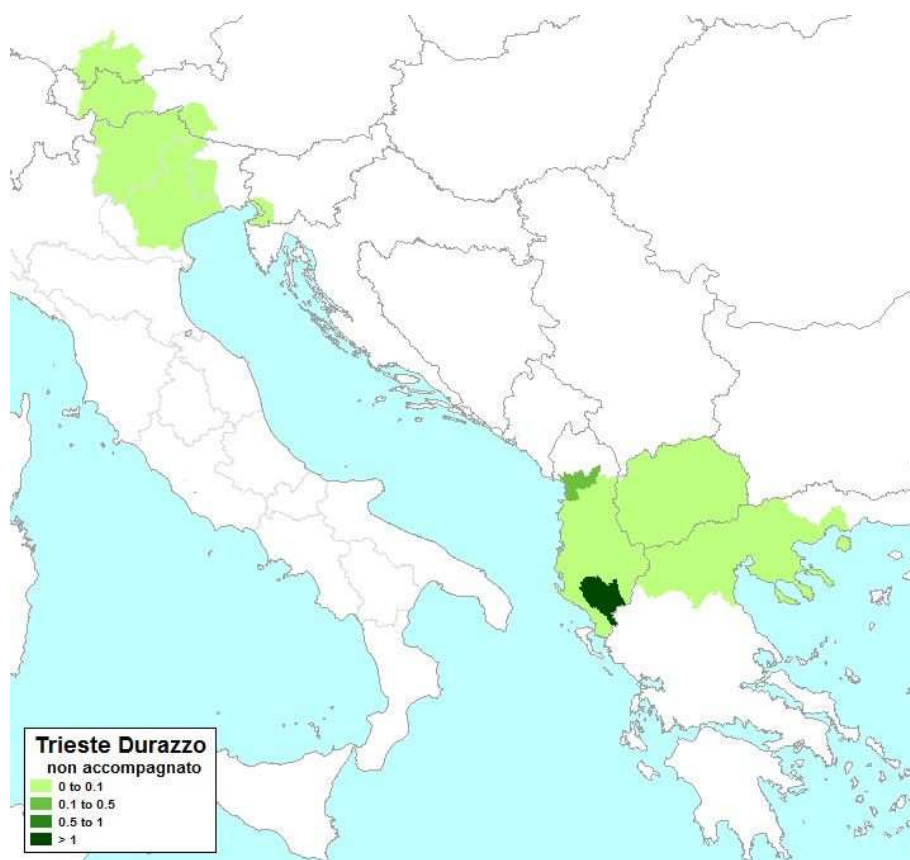 Trieste Durazzo
non accompagnato
0 to 0.1
0.1 to 0.5
0.5 to 1
> 1